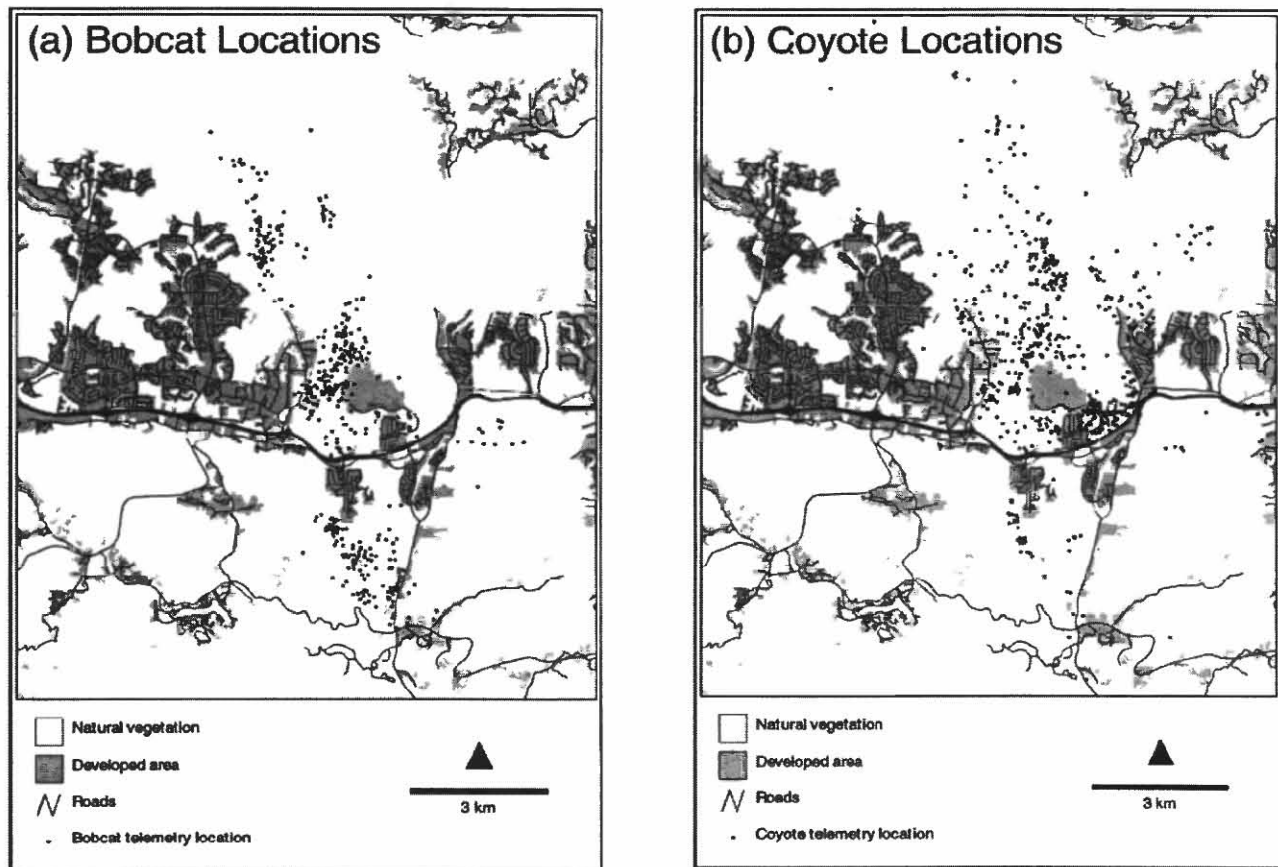 (a) Bobcat Locations
Natural vegetation
Developed area
Roads
3 km
Bobcat telemetry location
(b) Coyote Locations
Natural vegetation
Developed area
Roads
3 km
Coyote telemetry location